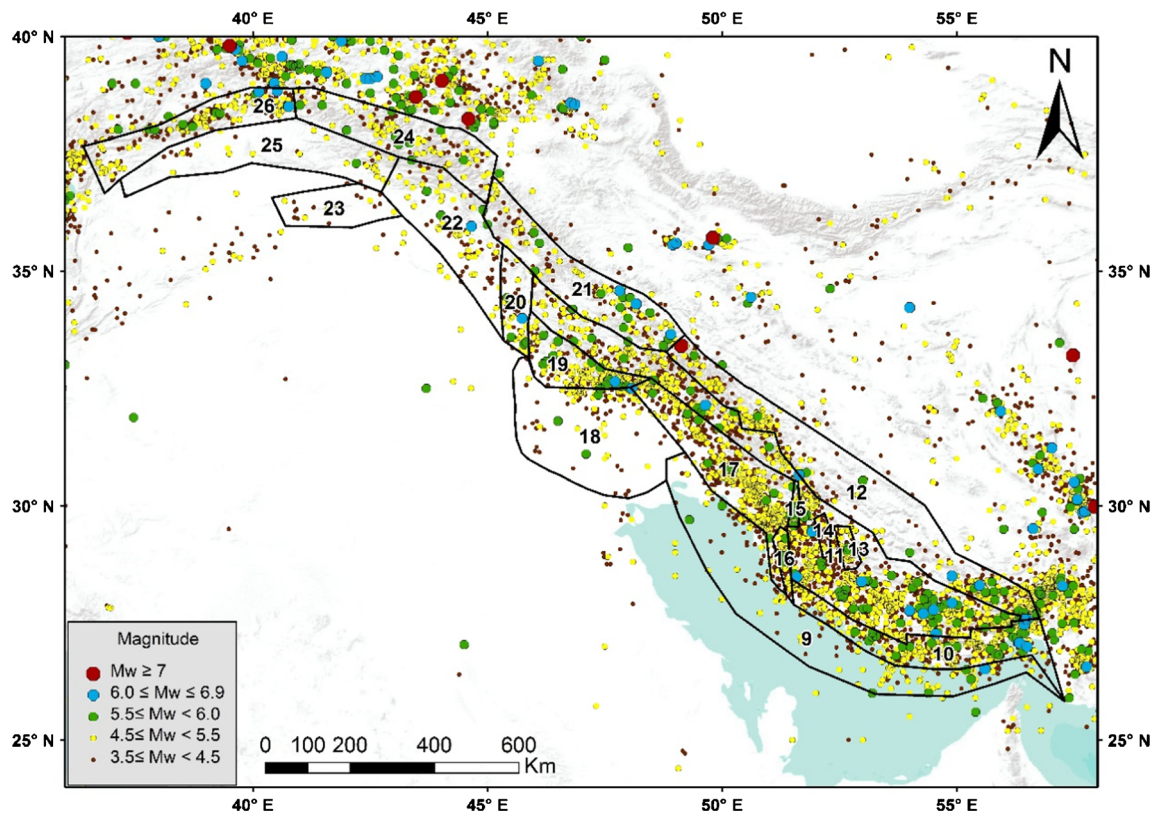 40° E 45° E 50° E 55° E
40° N
N
26
24
25
23
22
35° N 35° N
21
20
19
18
17
12
30° N 30° N
15
14
13
11
16
9
10
Magnitude
Mw ≥ 7
6.0 ≤ Mw ≤ 6.9
5.5≤ Mw < 6.0
4.5≤ Mw < 5.5
3.5≤ Mw < 4.5
25° N 25° N
0 100 200 400 600
Km
40° E 45° E 50° E 55° E